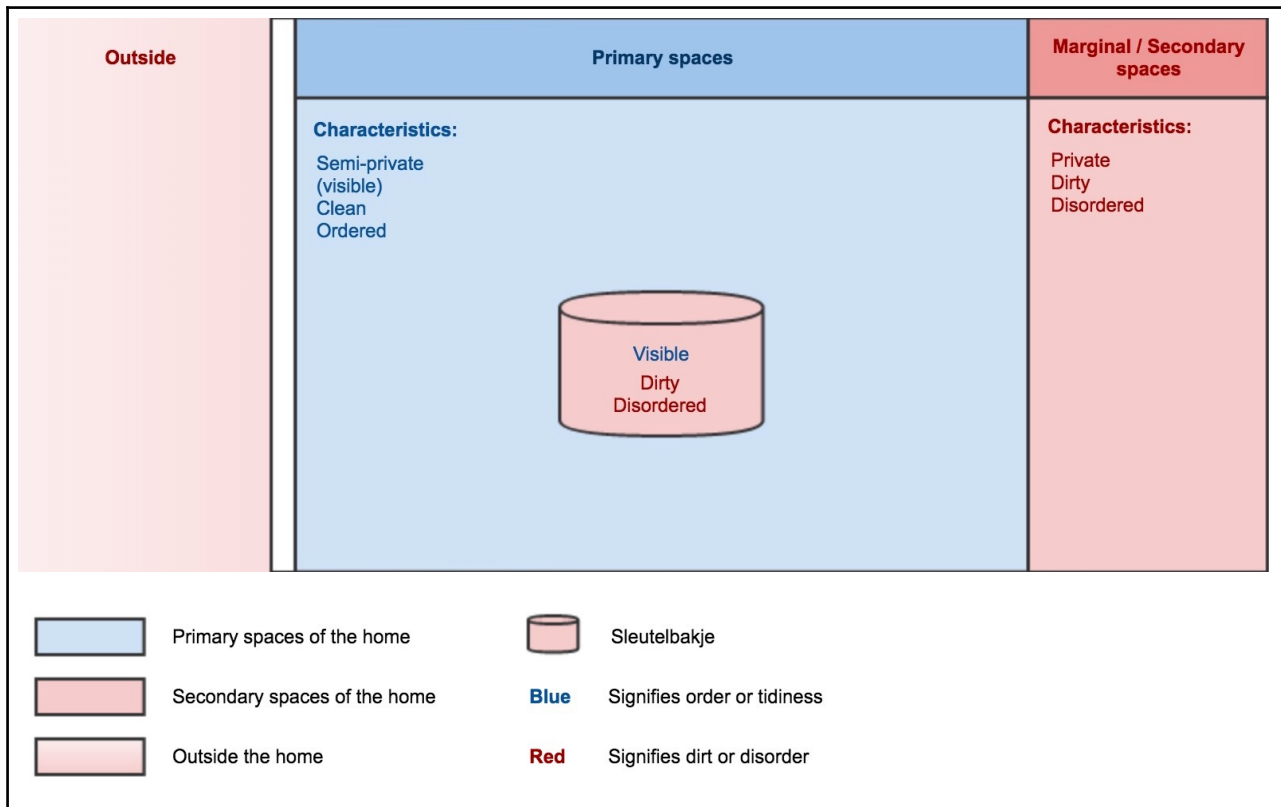 Outside
Primary spaces
Marginal / Secondary
spaces
Characteristics:
Semi-private
(visible)
Clean
Ordered
Visible
Dirty
Disordered
Characteristics:
Private
Dirty
Disordered
Primary spaces of the home
Secondary spaces of the home
Outside the home
Sleutelbakje
Blue Signifies order or tidiness
Red Signifies dirt or disorder